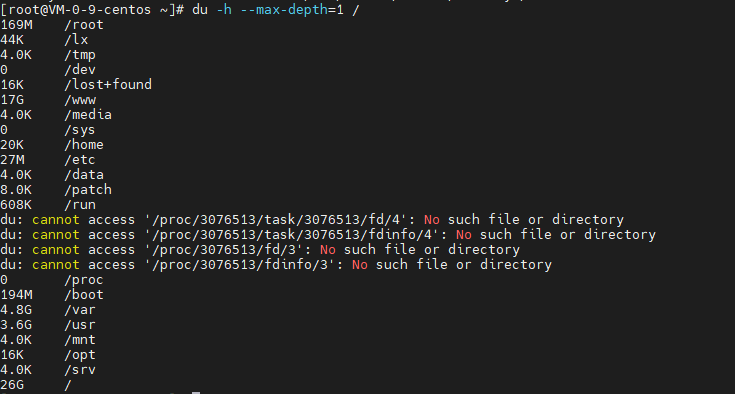 [root@VM-0-9-centos ~]# du -h --max-depth=1 /
169M /root
44K /lx
4.0K /tmp
0 /dev
16K /lost+found
17G /www
4.0K /media
0 /sys
20K /home
27M /etc
4.0K /data
8.0K /patch
608K /run
du: cannot access '/proc/3076513/task/3076513/fd/4': No such file or directory
du: cannot access '/proc/3076513/task/3076513/fdinfo/4': No such file or directory
du: cannot access '/proc/3076513/fd/3': No such file or directory
du: cannot access '/proc/3076513/fdinfo/3': No such file or directory
0 /proc
194M /boot
4.8G /var
3.6G /usr
4.0K /mnt
16K /opt
4.0K /srv
26G /